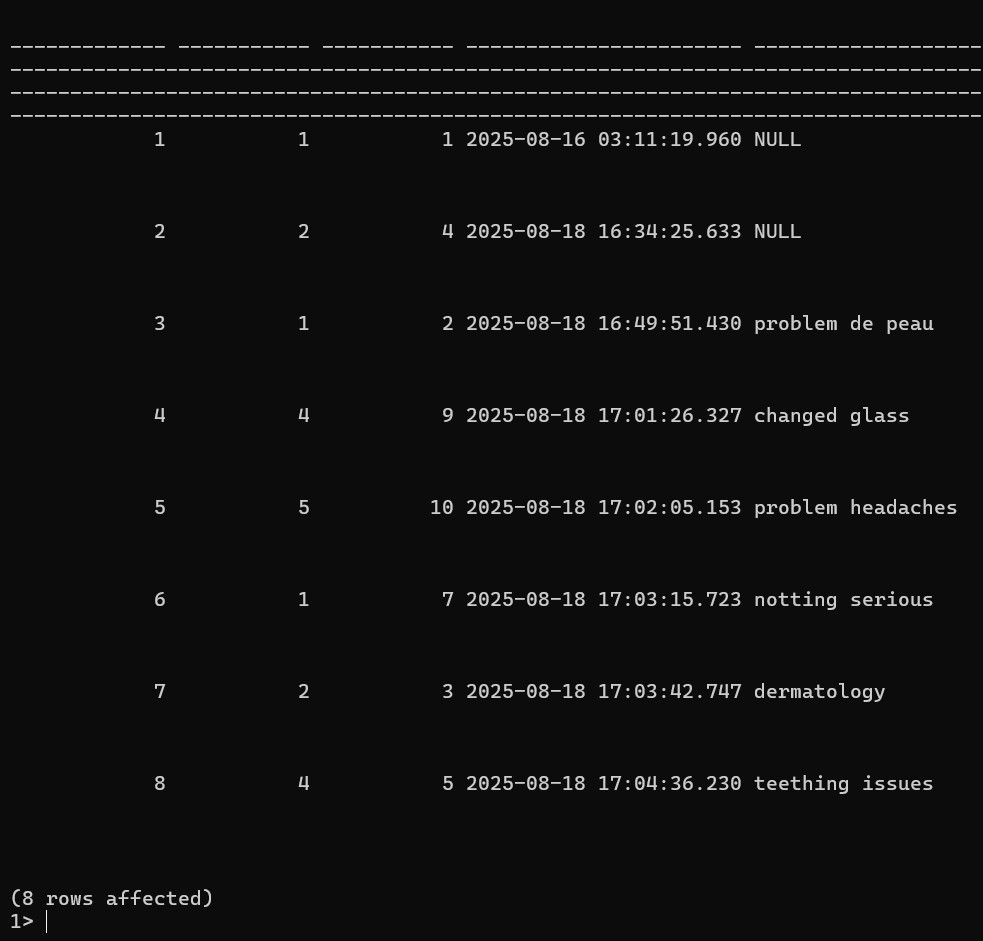 ------------- ----------- ----------- ----------------------- -------------------
---------------------------------------------------------------------------------
---------------------------------------------------------------------------------
---------------------------------------------------------------------------------
1 1 1 2025-08-16 03:11:19.960 NULL
2 2 4 2025-08-18 16:34:25.633 NULL
3 1 2 2025-08-18 16:49:51.430 problem de peau
4 4 9 2025-08-18 17:01:26.327 changed glass
5 5 10 2025-08-18 17:02:05.153 problem headaches
6 1 7 2025-08-18 17:03:15.723 notting serious
7 2 3 2025-08-18 17:03:42.747 dermatology
8 4 5 2025-08-18 17:04:36.230 teething issues
(8 rows affected)
1>